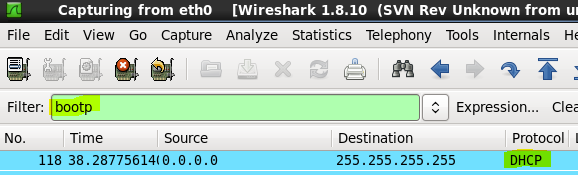 Capturing from eth0 [Wireshark 1.8.10 (SVN Rev Unknown from un
File Edit View Go Capture Analyze Statistics Telephony Tools Internals H
Filter: bootp Expression... Clea
No. Time Source Destination Protocol L
118 38.28775614 0.0.0.0 255.255.255.255 DHCP